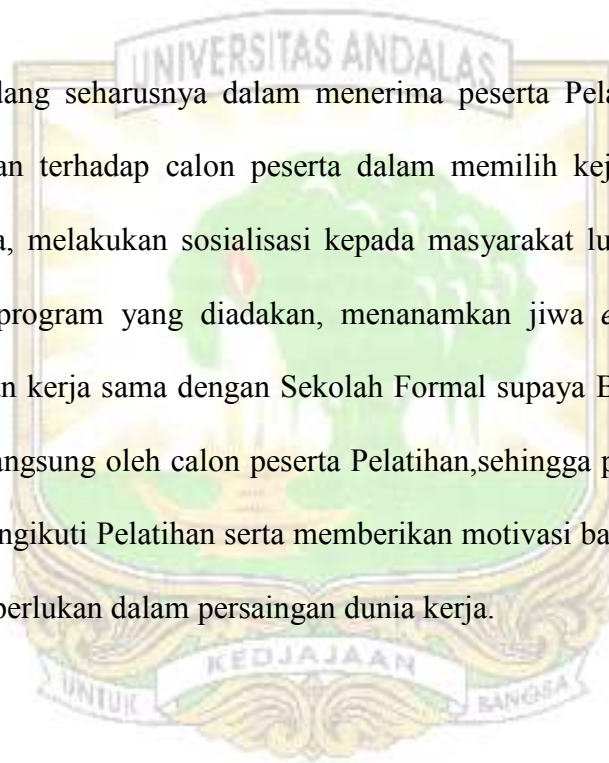 UNIVERSITAS ANDALAS
dang seharusnya dalam menerima peserta Pela
an terhadap calon peserta dalam memilih kej
a, melakukan sosialisasi kepada masyarakat lu
program yang diadakan, menanamkan jiwa e
an kerja sama dengan Sekolah Formal supaya B
angsung oleh calon peserta Pelatihan,sehingga p
ngikuti Pelatihan serta memberikan motivasi ba
perlukan dalam persaingan dunia kerja.
UNTUK KEDJAJAAN BANGSA